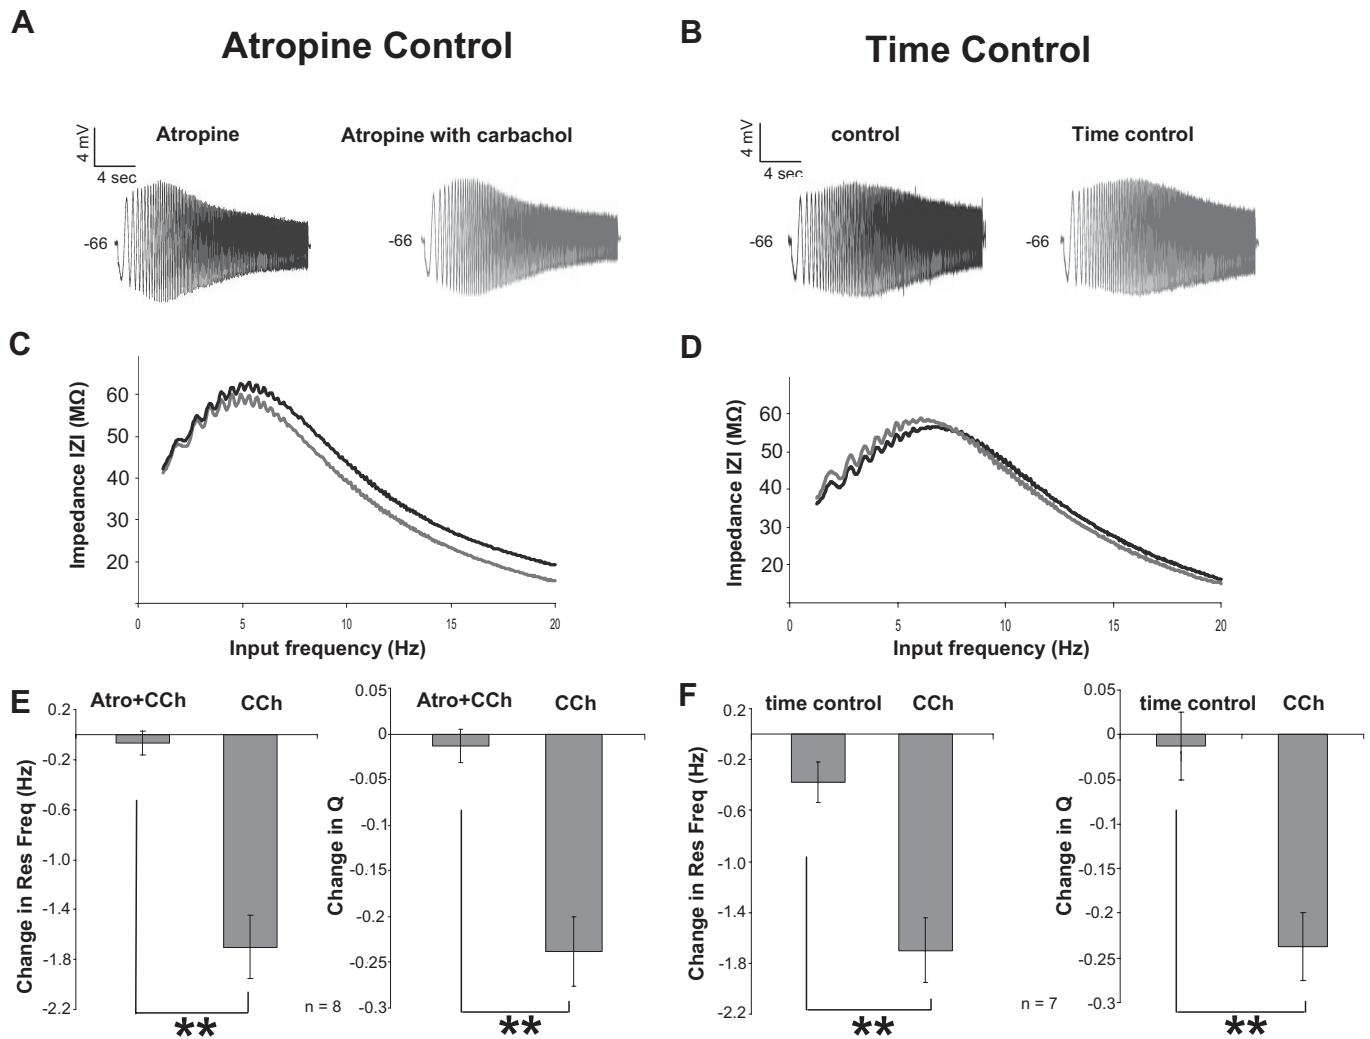 A
Atropine Control
B
Time Control
4 mV
4 sec
Atropine
Atropine with carbachol
-66
-66
4 mV
4 sec
control
Time control
-66
-66
C
Impedance IZI (MΩ)
60
50
40
30
20
0
5
10
15
20
Input frequency (Hz)
D
Impedance IZI (MΩ)
60
50
40
30
20
0
5
10
15
20
Input frequency (Hz)
E
Atro+CCh
CCh
Change in Res Freq (Hz)
0.2
-0.2
-0.6
-1.0
-1.4
-1.8
-2.2
**
n = 8
Atro+CCh
CCh
Change in Q
0.05
0
-0.05
-0.1
-0.15
-0.2
-0.25
-0.3
**
F
time control
CCh
Change in Res Freq (Hz)
0.2
-0.2
-0.6
-1.0
-1.4
-1.8
-2.2
**
n = 7
time control
CCh
Change in Q
0.05
0
-0.05
-0.1
-0.15
-0.2
-0.25
-0.3
**